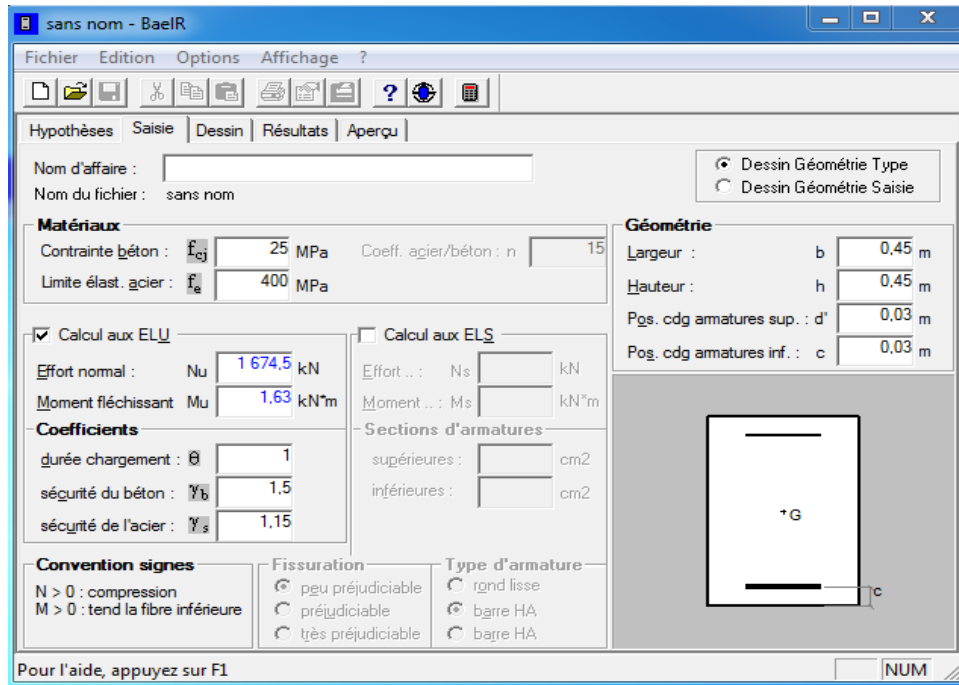 sans nom - BaelR
Fichier Edition Options Affichage ?
Hypothèses Saisie Dessin Résultats Aperçu
Nom d'affaire :
Nom du fichier : sans nom
Dessin Géométrie Type
Dessin Géométrie Saisie
Matériaux
Contrainte béton : fcj 25 MPa Coeff. acier/béton : n 15
Limite élast. acier : fe 400 MPa
Géométrie
Largeur : b 0,45 m
Hauteur : h 0,45 m
Pos. cdg armatures sup. : d' 0,03 m
Pos. cdg armatures inf. : c 0,03 m
Calcul aux ELU
Effort normal : Nu 1 674,5 kN
Moment fléchissant Mu 1,63 kN*m
Calcul aux ELS
Effort .. : Ns kN
Moment .. : Ms kN*m
Coefficients
durée chargement : θ 1
sécurité du béton : γb 1,5
sécurité de l'acier : γs 1,15
Sections d'armatures
supérieures : cm2
inférieures : cm2
Convention signes
N > 0 : compression
M > 0 : tend la fibre inférieure
Fissuration
peu préjudiciable
préjudiciable
très préjudiciable
Type d'armature
rond lisse
barre HA
barre HA
G
c
Pour l'aide, appuyez sur F1 NUM